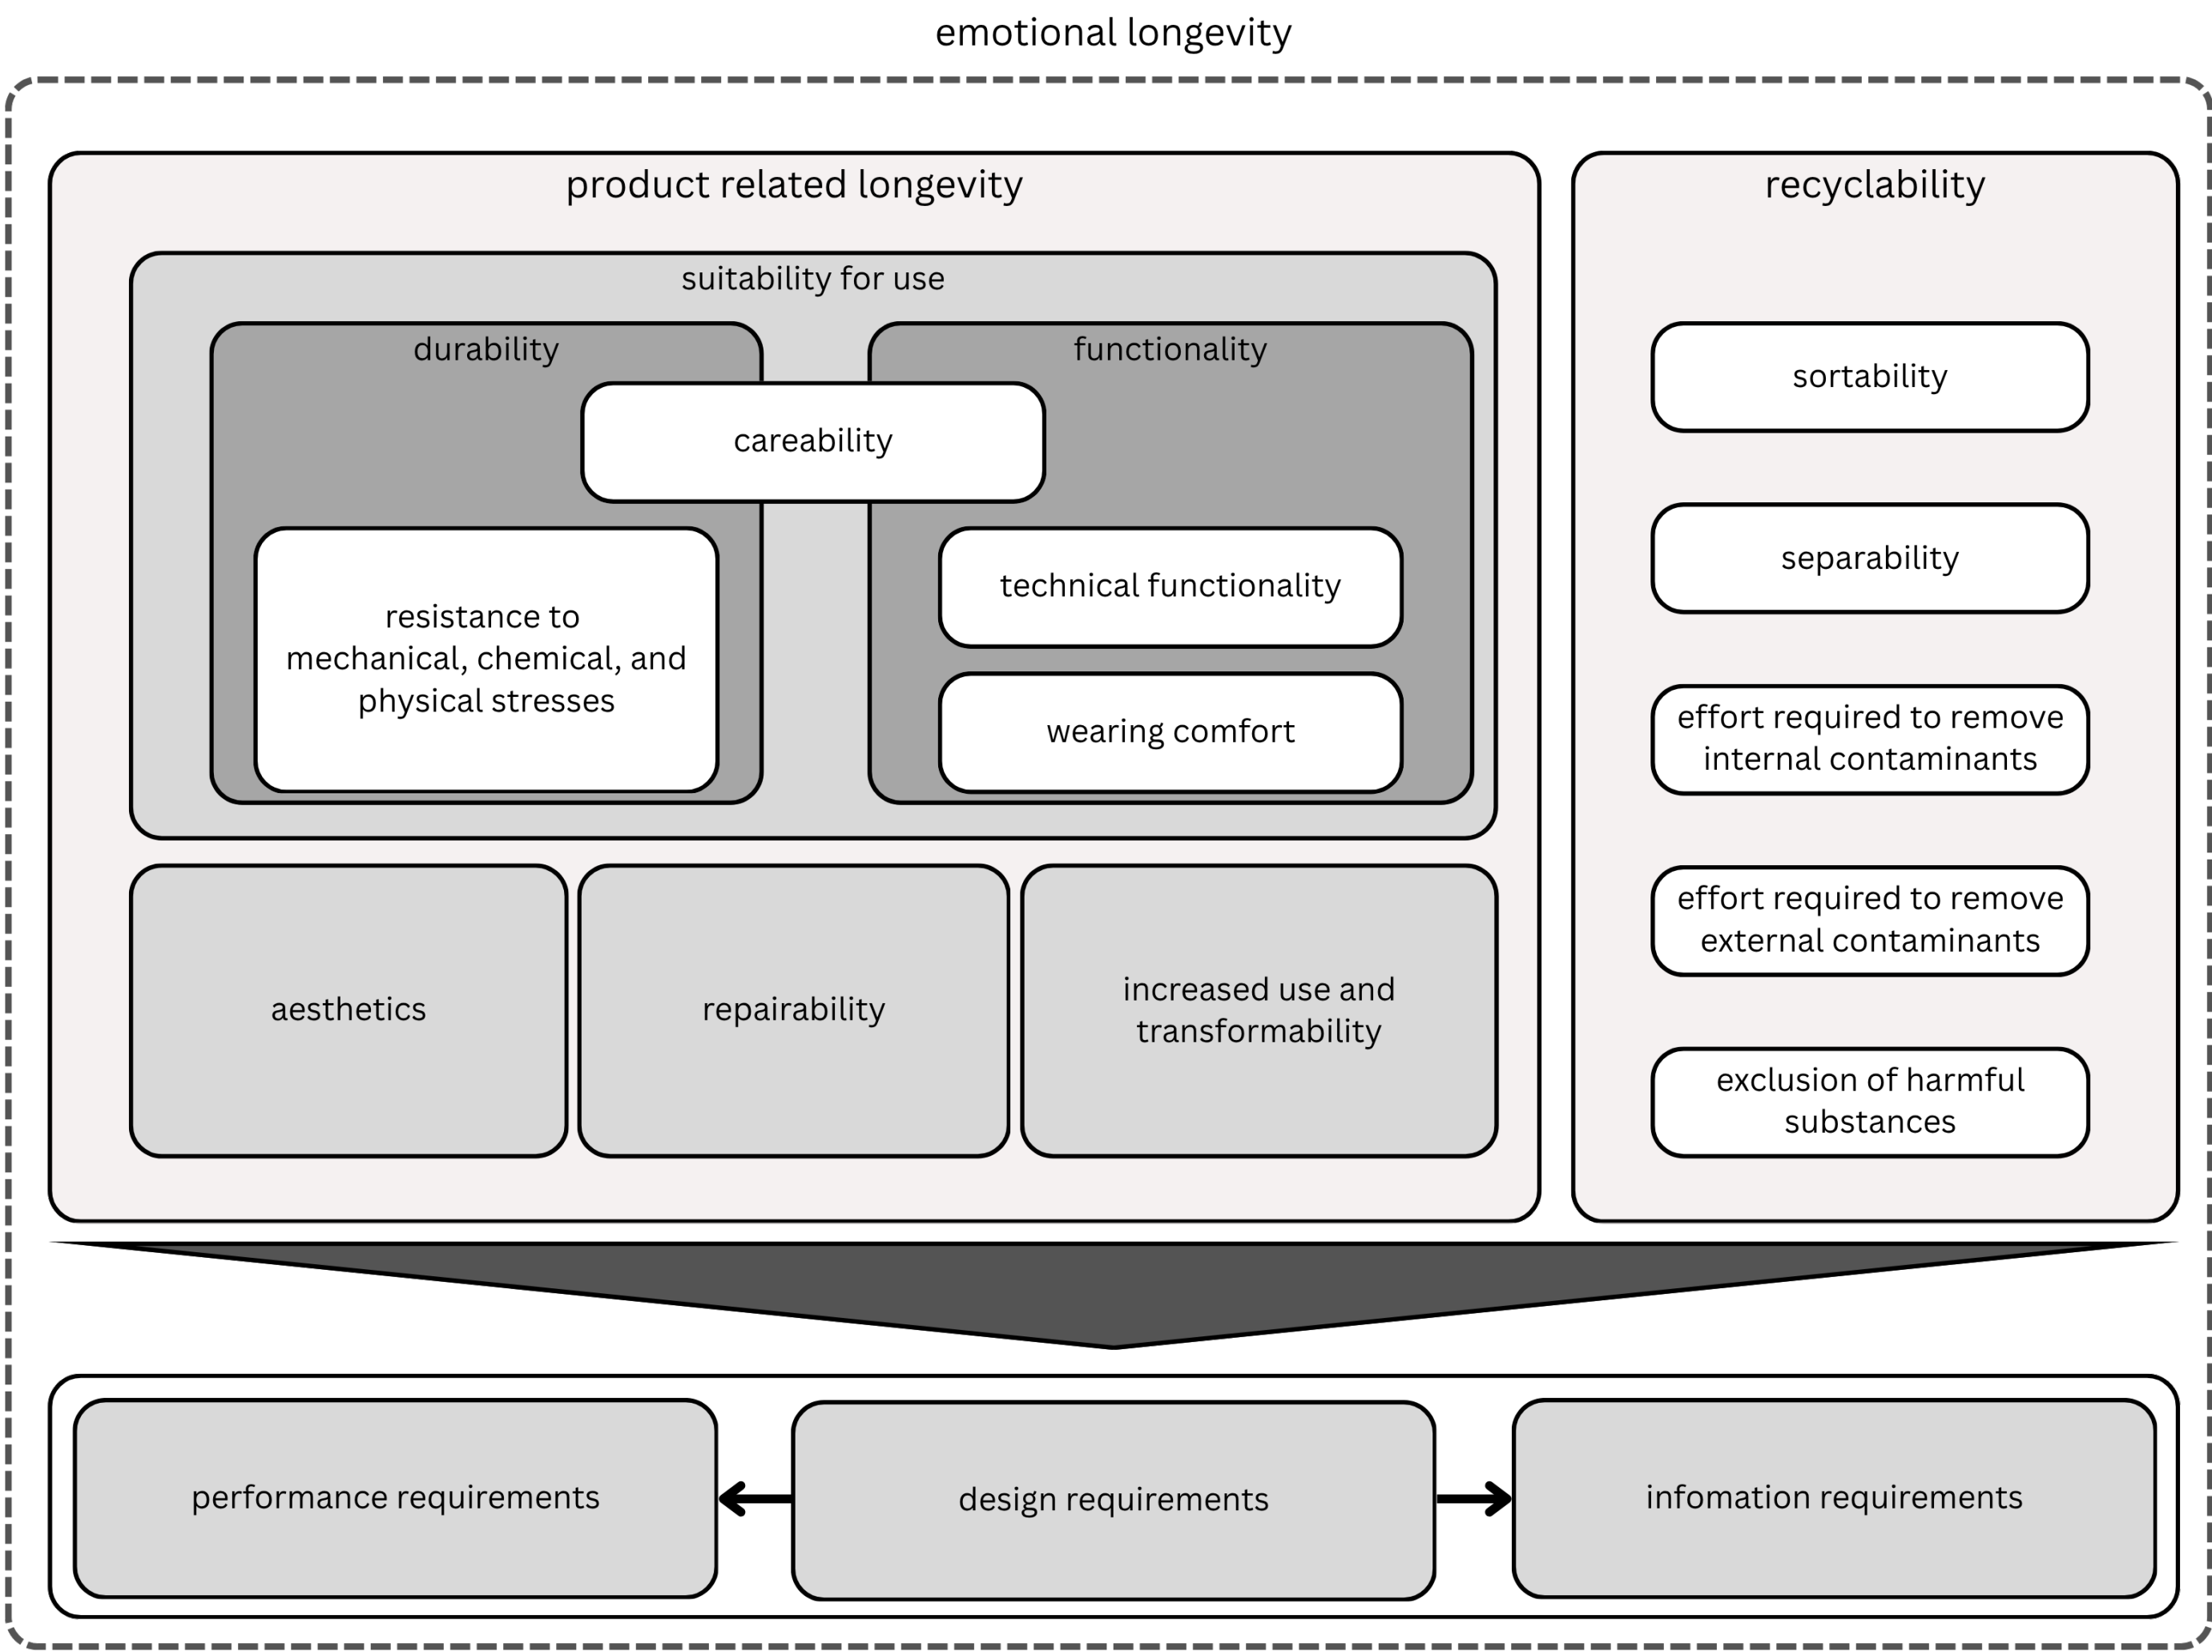 emotional longevity
product related longevity
recyclability
suitability for use
durability
functionality
careability
resistance to
mechanical, chemical, and
physical stresses
technical functionality
wearing comfort
aesthetics
repairability
increased use and
transformability
sortability
separability
effort required to remove
internal contaminants
effort required to remove
external contaminants
exclusion of harmful
substances
performance requirements
design requirements
infomation requirements